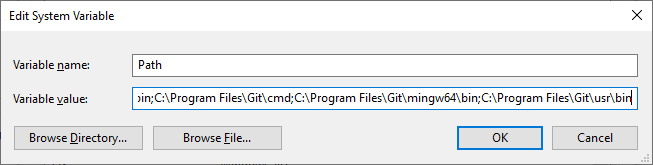 Edit System Variable
Variable name:
Path
Variable value:
in;C:\Program Files\Git\cmd;C:\Program Files\Git\mingw64\bin;C:\Program Files\Git\usr\bin
Browse Directory...
Browse File...
OK
Cancel